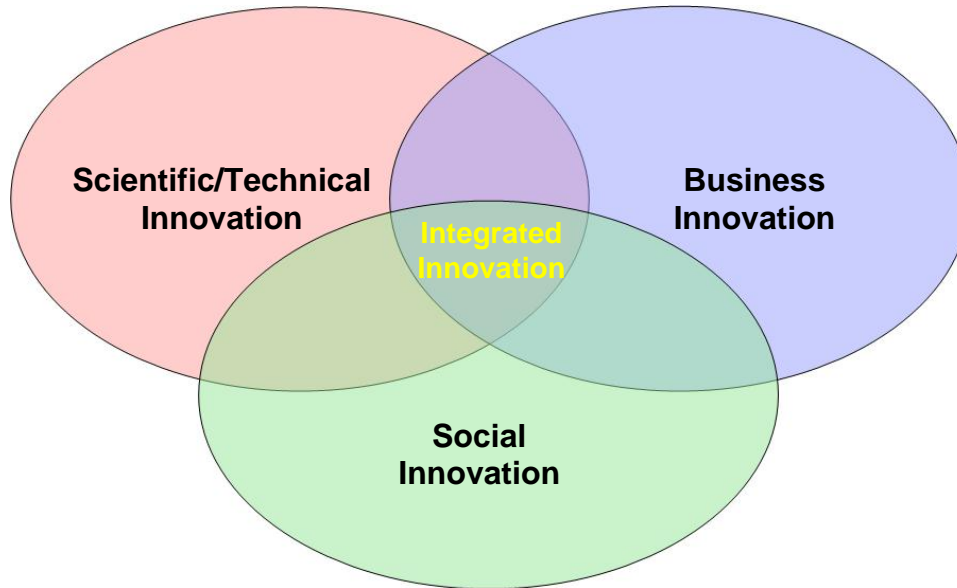 Scientific/Technical
Innovation
Business
Innovation
Integrated
Innovation
Social
Innovation